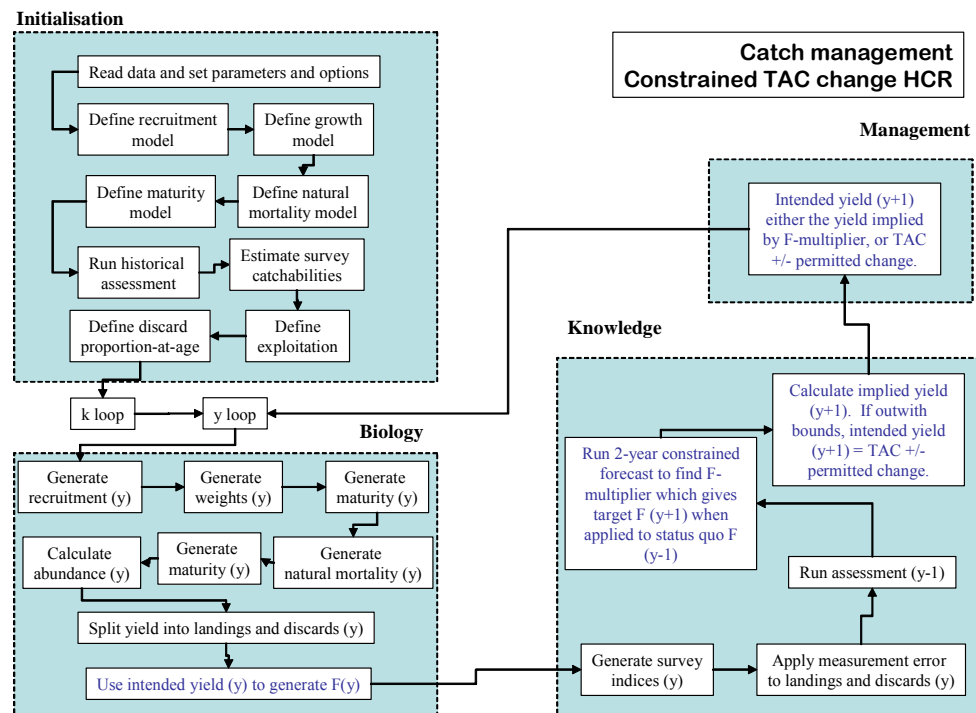 Initialisation
Read data and set parameters and options
Define recruitment
model
Define growth
model
Define maturity
model
Define natural
mortality model
Run historical
assessment
Estimate survey
catchabilities
Define discard
proportion-at-age
Define
exploitation
k loop
y loop
Biology
Generate
recruitment (y)
Generate
weights (y)
Generate
maturity (y)
Calculate
abundance (y)
Generate
maturity (y)
Generate
natural mortality (y)
Split yield into landings and discards (y)
Use intended yield (y) to generate F(y)
Catch management
Constrained TAC change HCR
Management
Intended yield (y+1)
either the yield implied
by F-multiplier, or TAC
+/- permitted change.
Knowledge
Calculate implied yield
(y+1). If outwith
bounds, intended yield
(y+1) = TAC +/-
permitted change.
Run 2-year constrained
forecast to find F-
multiplier which gives
target F (y+1) when
applied to status quo F
(y-1)
Run assessment (y-1)
Generate survey
indices (y)
Apply measurement error
to landings and discards (y)